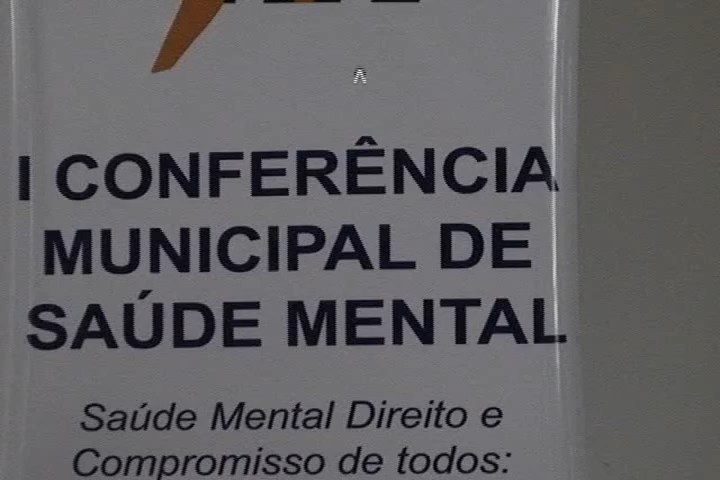 I CONFERÊNCIA
MUNICIPAL DE
SAÚDE MENTAL
Saúde Mental Direito e
Compromisso de todos: